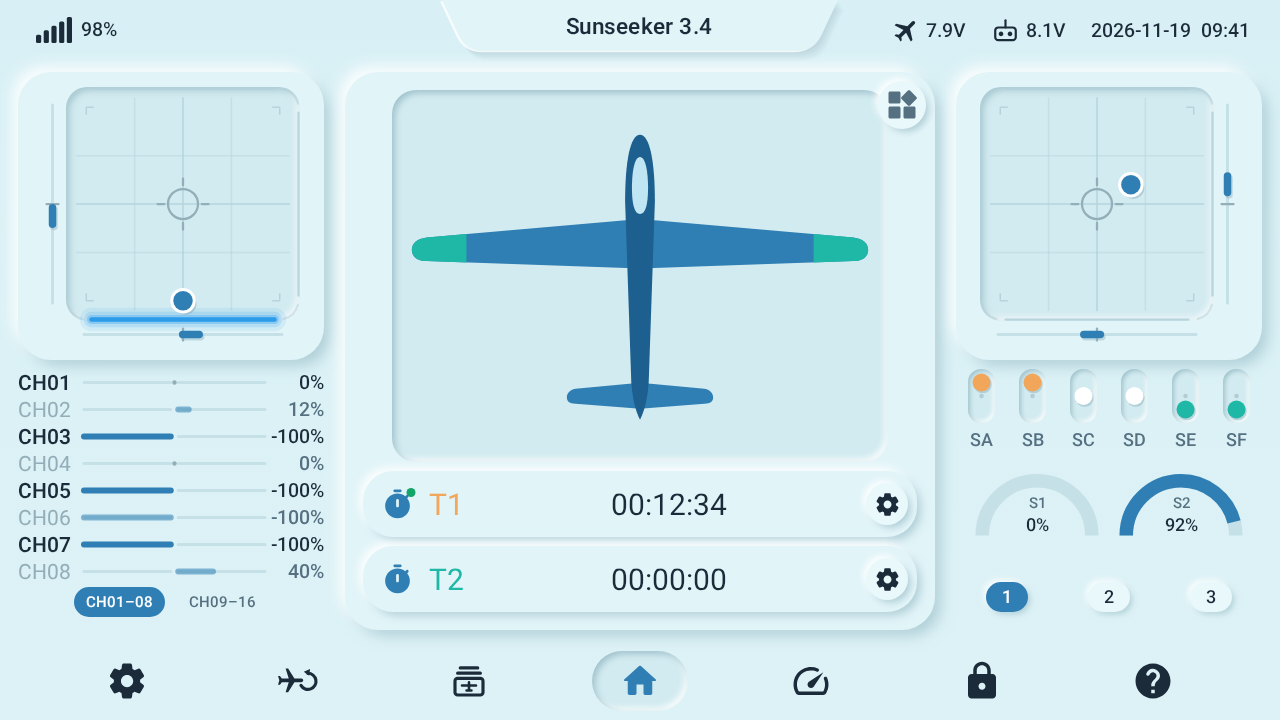 98%
Sunseeker 3.4
7.9V
8.1V
2026-11-19 09:41
CH01 0%
CH02 12%
CH03 -100%
CH04 0%
CH05 -100%
CH06 -100%
CH07 -100%
CH08 40%
CH01–08
CH09–16
T1 00:12:34
T2 00:00:00
SA SB SC SD SE SF
S1
0%
S2
92%
1 2 3